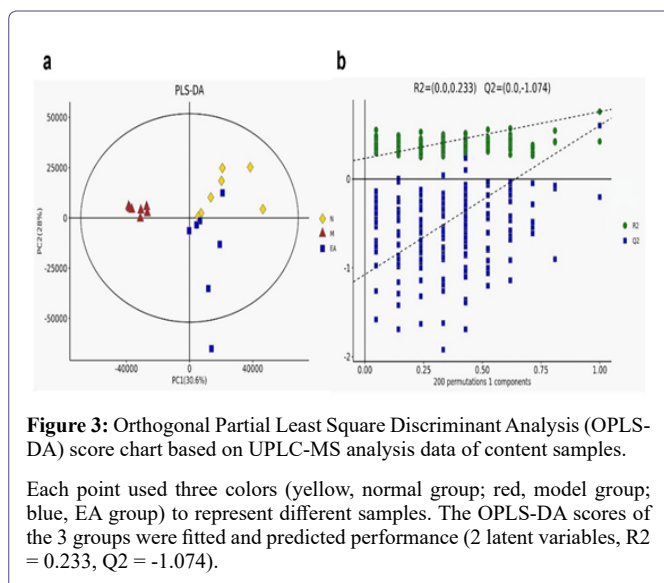 a
b
PLS-DA
R2=(0.0,0.233) Q2=(0.0,-1.074)
50000
25000
0
-25000
-50000
PC2(28%)
-40000
0
40000
PC1(30.6%)
N
M
EA
0
-1
-2
0.00
0.25
0.50
0.75
1.00
200 permutations 1 components
R2
Q2
Figure 3: Orthogonal Partial Least Square Discriminant Analysis (OPLS-
DA) score chart based on UPLC-MS analysis data of content samples.
Each point used three colors (yellow, normal group; red, model group;
blue, EA group) to represent different samples. The OPLS-DA scores of
the 3 groups were fitted and predicted performance (2 latent variables, R2
= 0.233, Q2 = -1.074).